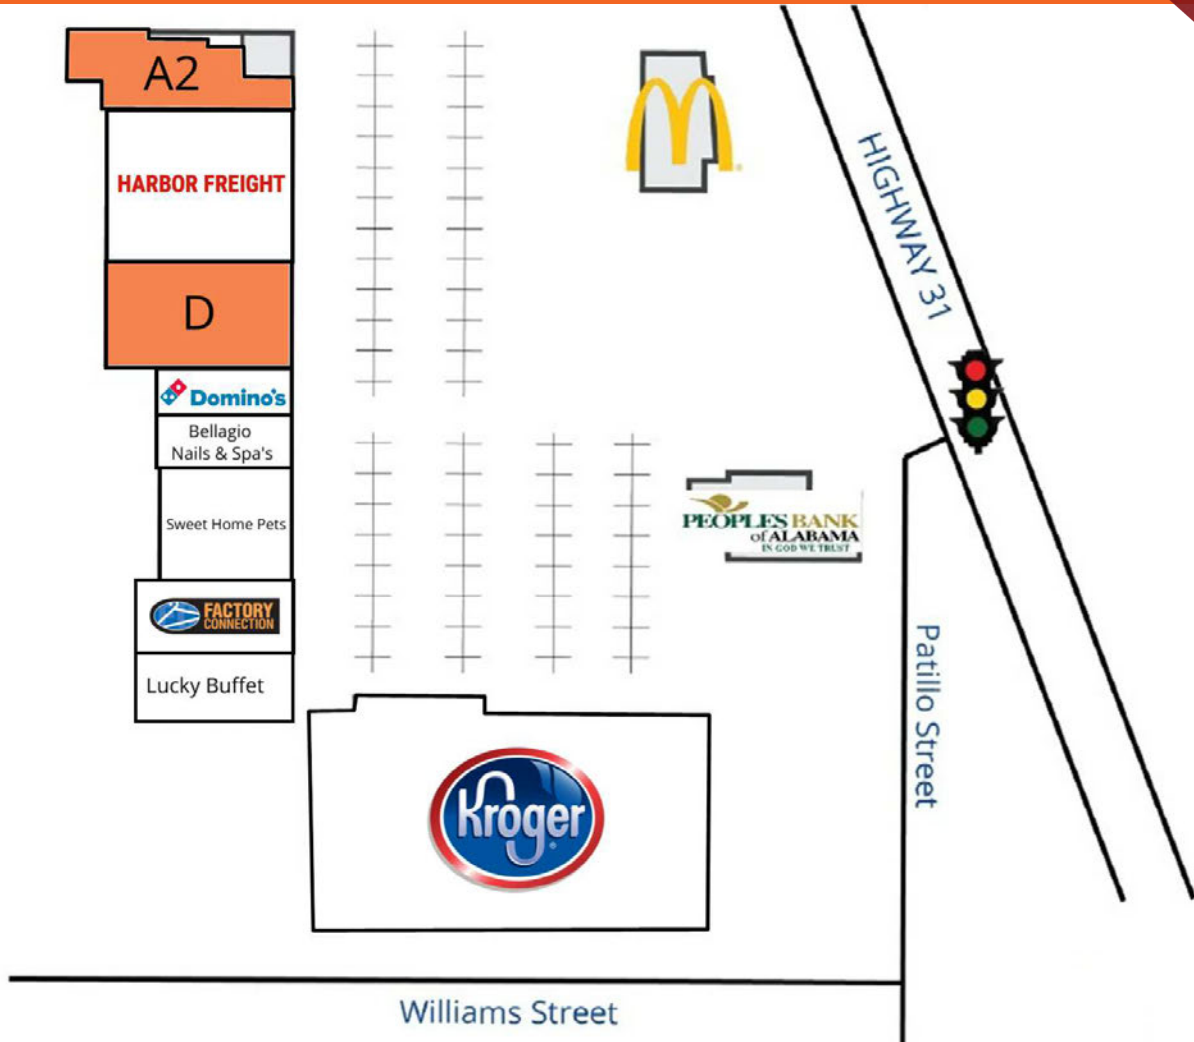 A2
HARBOR FREIGHT
D
Domino's
Bellagio
Nails & Spa's
Sweet Home Pets
FACTORY
CONNECTION
Lucky Buffet
Kroger
PEOPLES BANK
of ALABAMA
IN GOD WE TRUST
HIGHWAY 31
Patillo Street
Williams Street